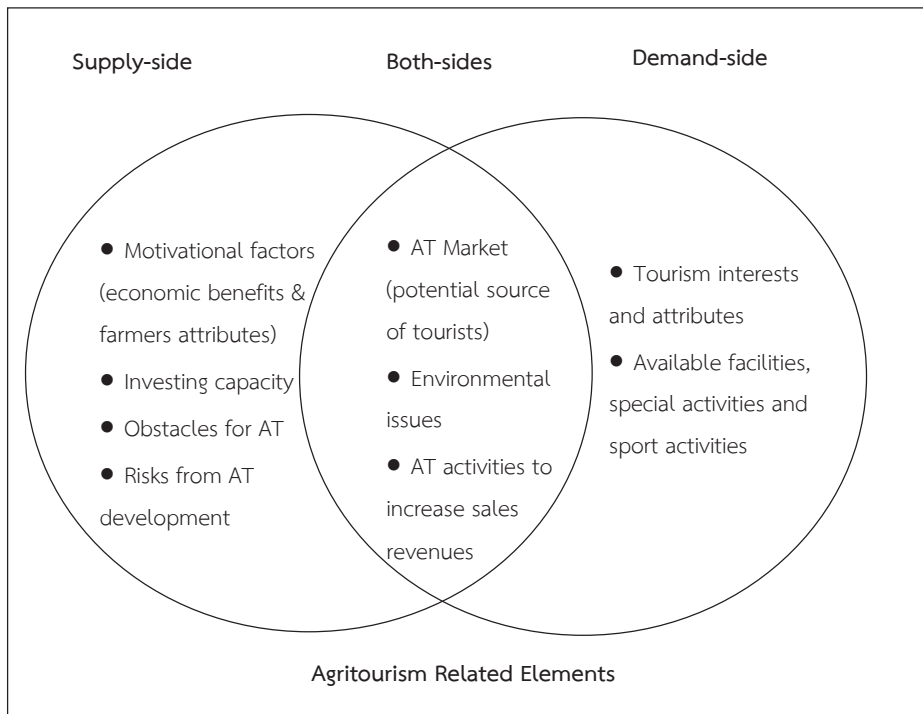 Supply-side
Both-sides
Demand-side
● Motivational factors
(economic benefits &
farmers attributes)
● Investing capacity
● Obstacles for AT
● Risks from AT
development
● AT Market
(potential source
of tourists)
● Environmental
issues
● AT activities to
increase sales
revenues
● Tourism interests
and attributes
● Available facilities,
special activities and
sport activities
Agritourism Related Elements